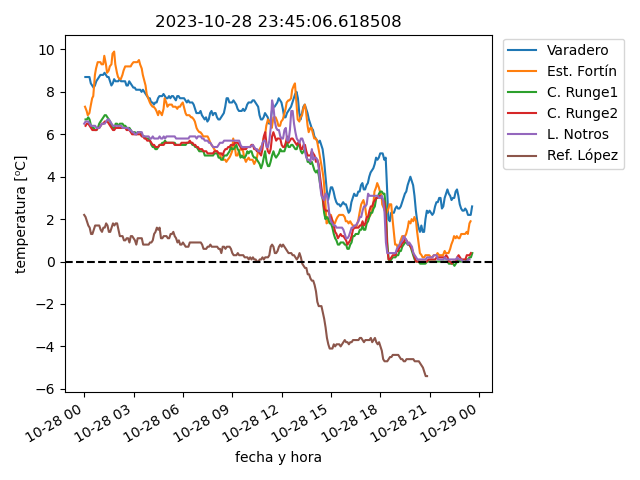 2023-10-28 23:45:06.618508
temperatura [ºC]
10
8
6
4
2
0
−2
−4
−6
10-28 00
10-28 03
10-28 06
10-28 09
10-28 12
10-28 15
10-28 18
10-28 21
10-29 00
fecha y hora
Varadero
Est. Fortín
C. Runge1
C. Runge2
L. Notros
Ref. López